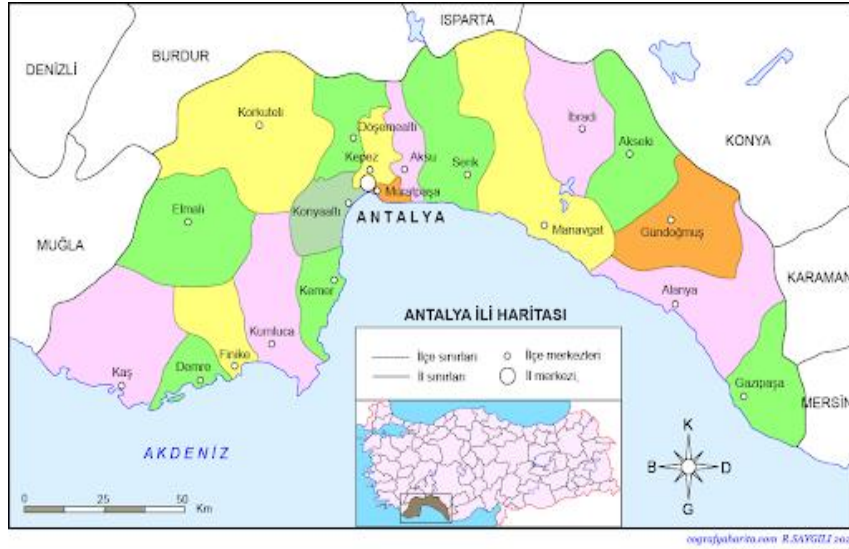 ISPARTA
BURDUR
DENİZLİ
KONYA
MUĞLA
KARAMAN
MERSİN
Korkuteli
Döşemealtı
Kepez
Aksu
Serik
İbradı
Akseki
Elmalı
Konyaaltı
Muratpaşa
ANTALYA
Manavgat
Gündoğmuş
Alanya
Kemer
Kumluca
Finike
Demre
Kaş
Gazipaşa
AKDENİZ
ANTALYA İLİ HARİTASI
İlçe sınırları
İlçe merkezleri
İl sınırları
İl merkezi,
K
B
D
G
0 25 50
Km
cografyaharita.com R.SAYGILI 202